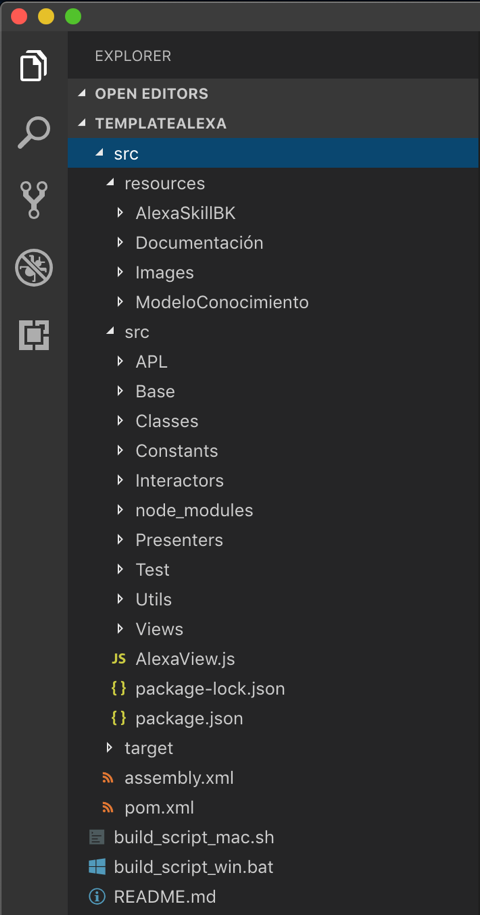 EXPLORER
OPEN EDITORS
TEMPLATEALEXA
src
resources
AlexaSkillBK
Documentación
Images
ModeloConocimiento
src
APL
Base
Classes
Constants
Interactors
node_modules
Presenters
Test
Utils
Views
JS AlexaView.js
{ } package-lock.json
{ } package.json
target
assembly.xml
pom.xml
build_script_mac.sh
build_script_win.bat
README.md